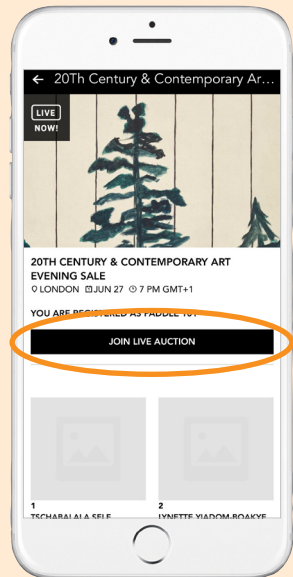 20Th Century & Contemporary Ar...
LIVE
NOW!
20TH CENTURY & CONTEMPORARY ART
EVENING SALE
LONDON JUN 27 7 PM GMT+1
YOU ARE REGISTERED AS PADDLE 101
JOIN LIVE AUCTION
1 2
TSCHABALALA SELF LYNETTE YIADOM-BOAKYE